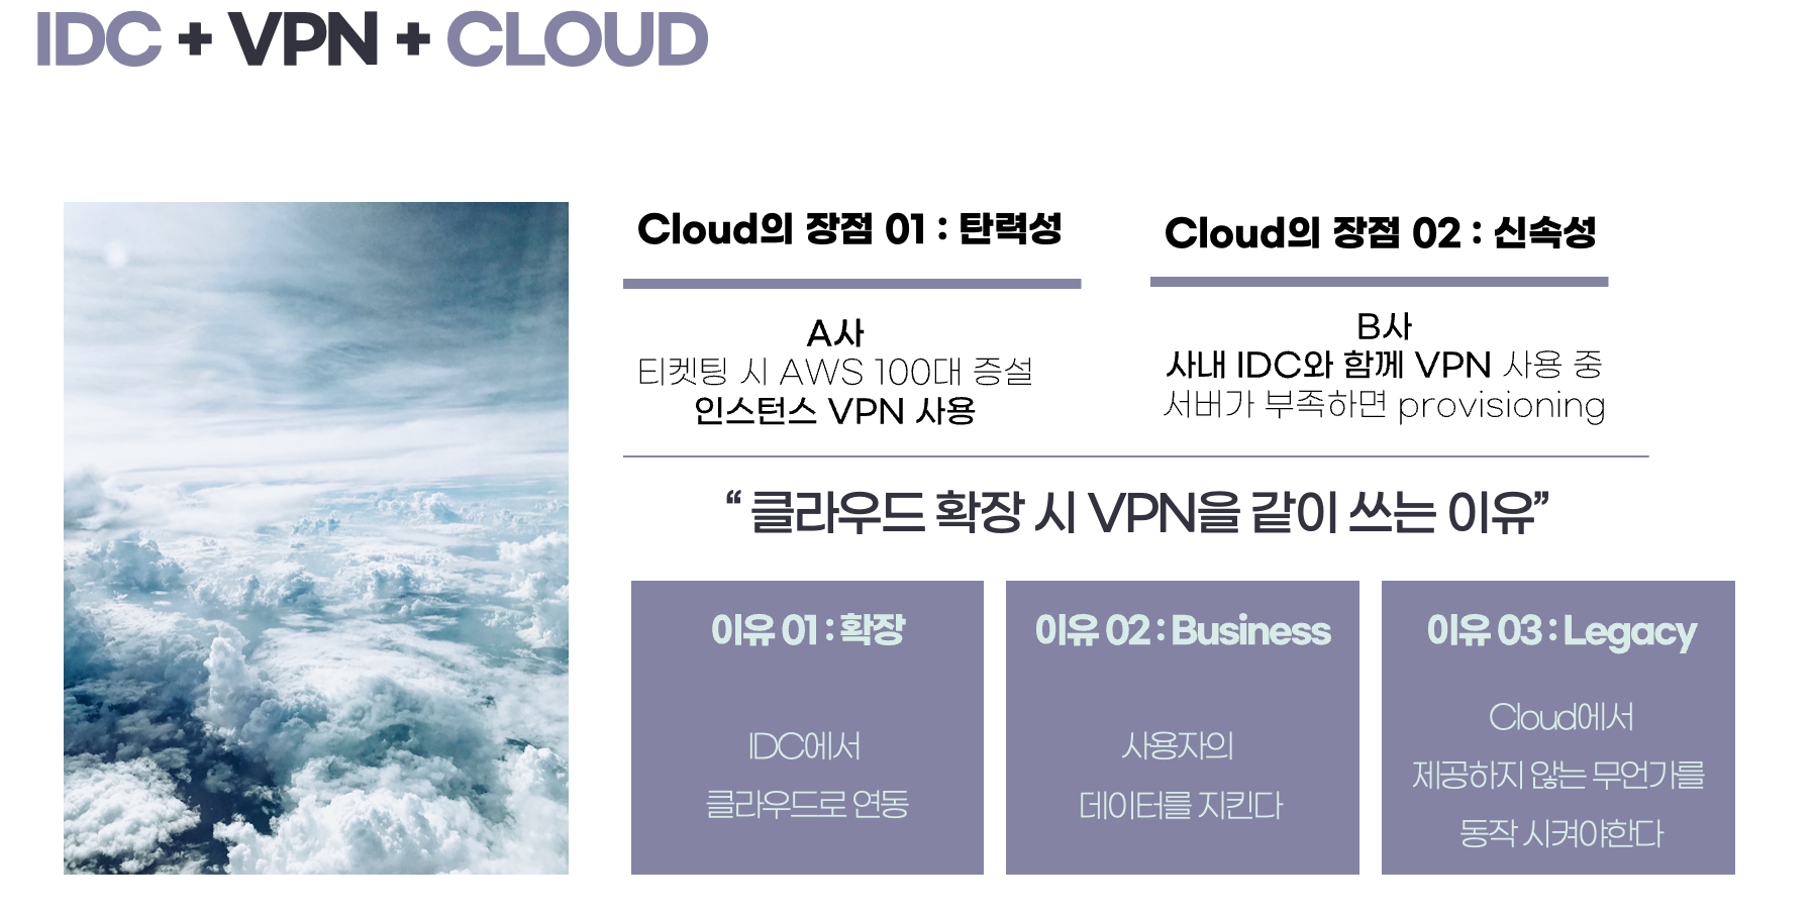 IDC + VPN + CLOUD
Cloud의 장점 01 : 탄력성
A사
티켓팅 시 AWS 100대 증설
인스턴스 VPN 사용
Cloud의 장점 02 : 신속성
B사
사내 IDC와 함께 VPN 사용 중
서버가 부족하면 provisioning
“ 클라우드 확장 시 VPN을 같이 쓰는 이유”
이유 01 : 확장
IDC에서
클라우드로 연동
이유 02 : Business
사용자의
데이터를 지킨다
이유 03 : Legacy
Cloud에서
제공하지 않는 무언가를
동작 시켜야한다